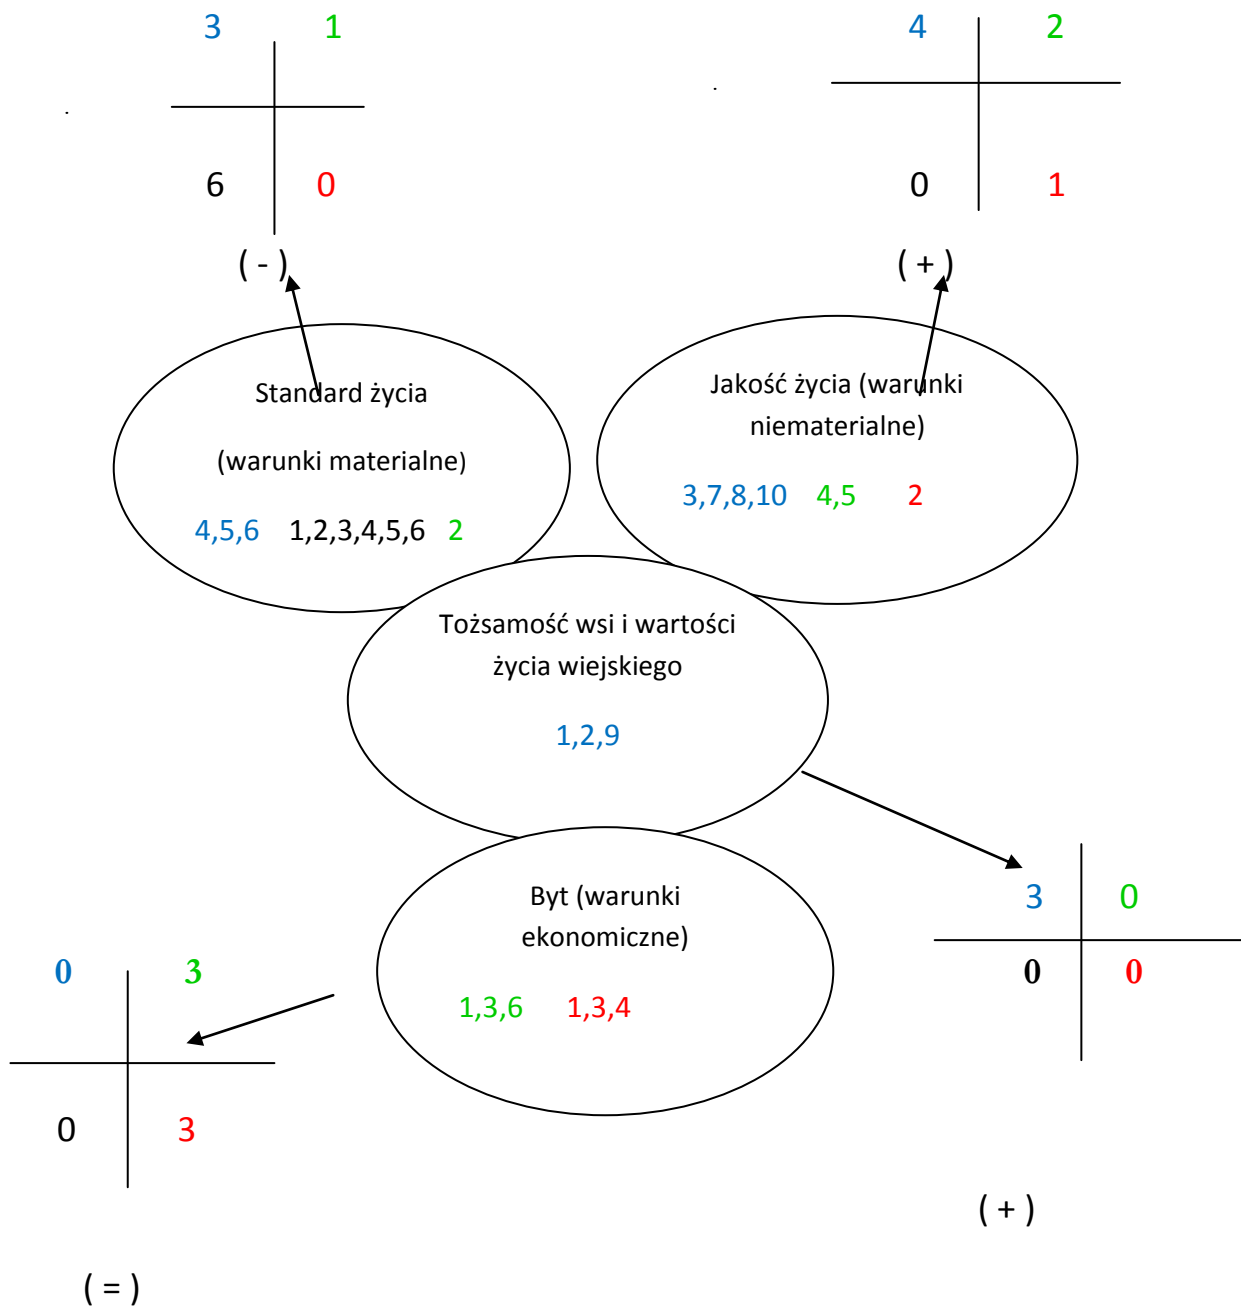 3 1
4 2
6 0
0 1
( - )
( + )
Standard życia
(warunki materialne)
4,5,6 1,2,3,4,5,6 2
Jakość życia (warunki
niematerialne)
3,7,8,10 4,5 2
Tożsamość wsi i wartości
życia wiejskiego
1,2,9
Byt (warunki
ekonomiczne)
1,3,6 1,3,4
3 0
0 0
0 3
0 3
( + )
( = )